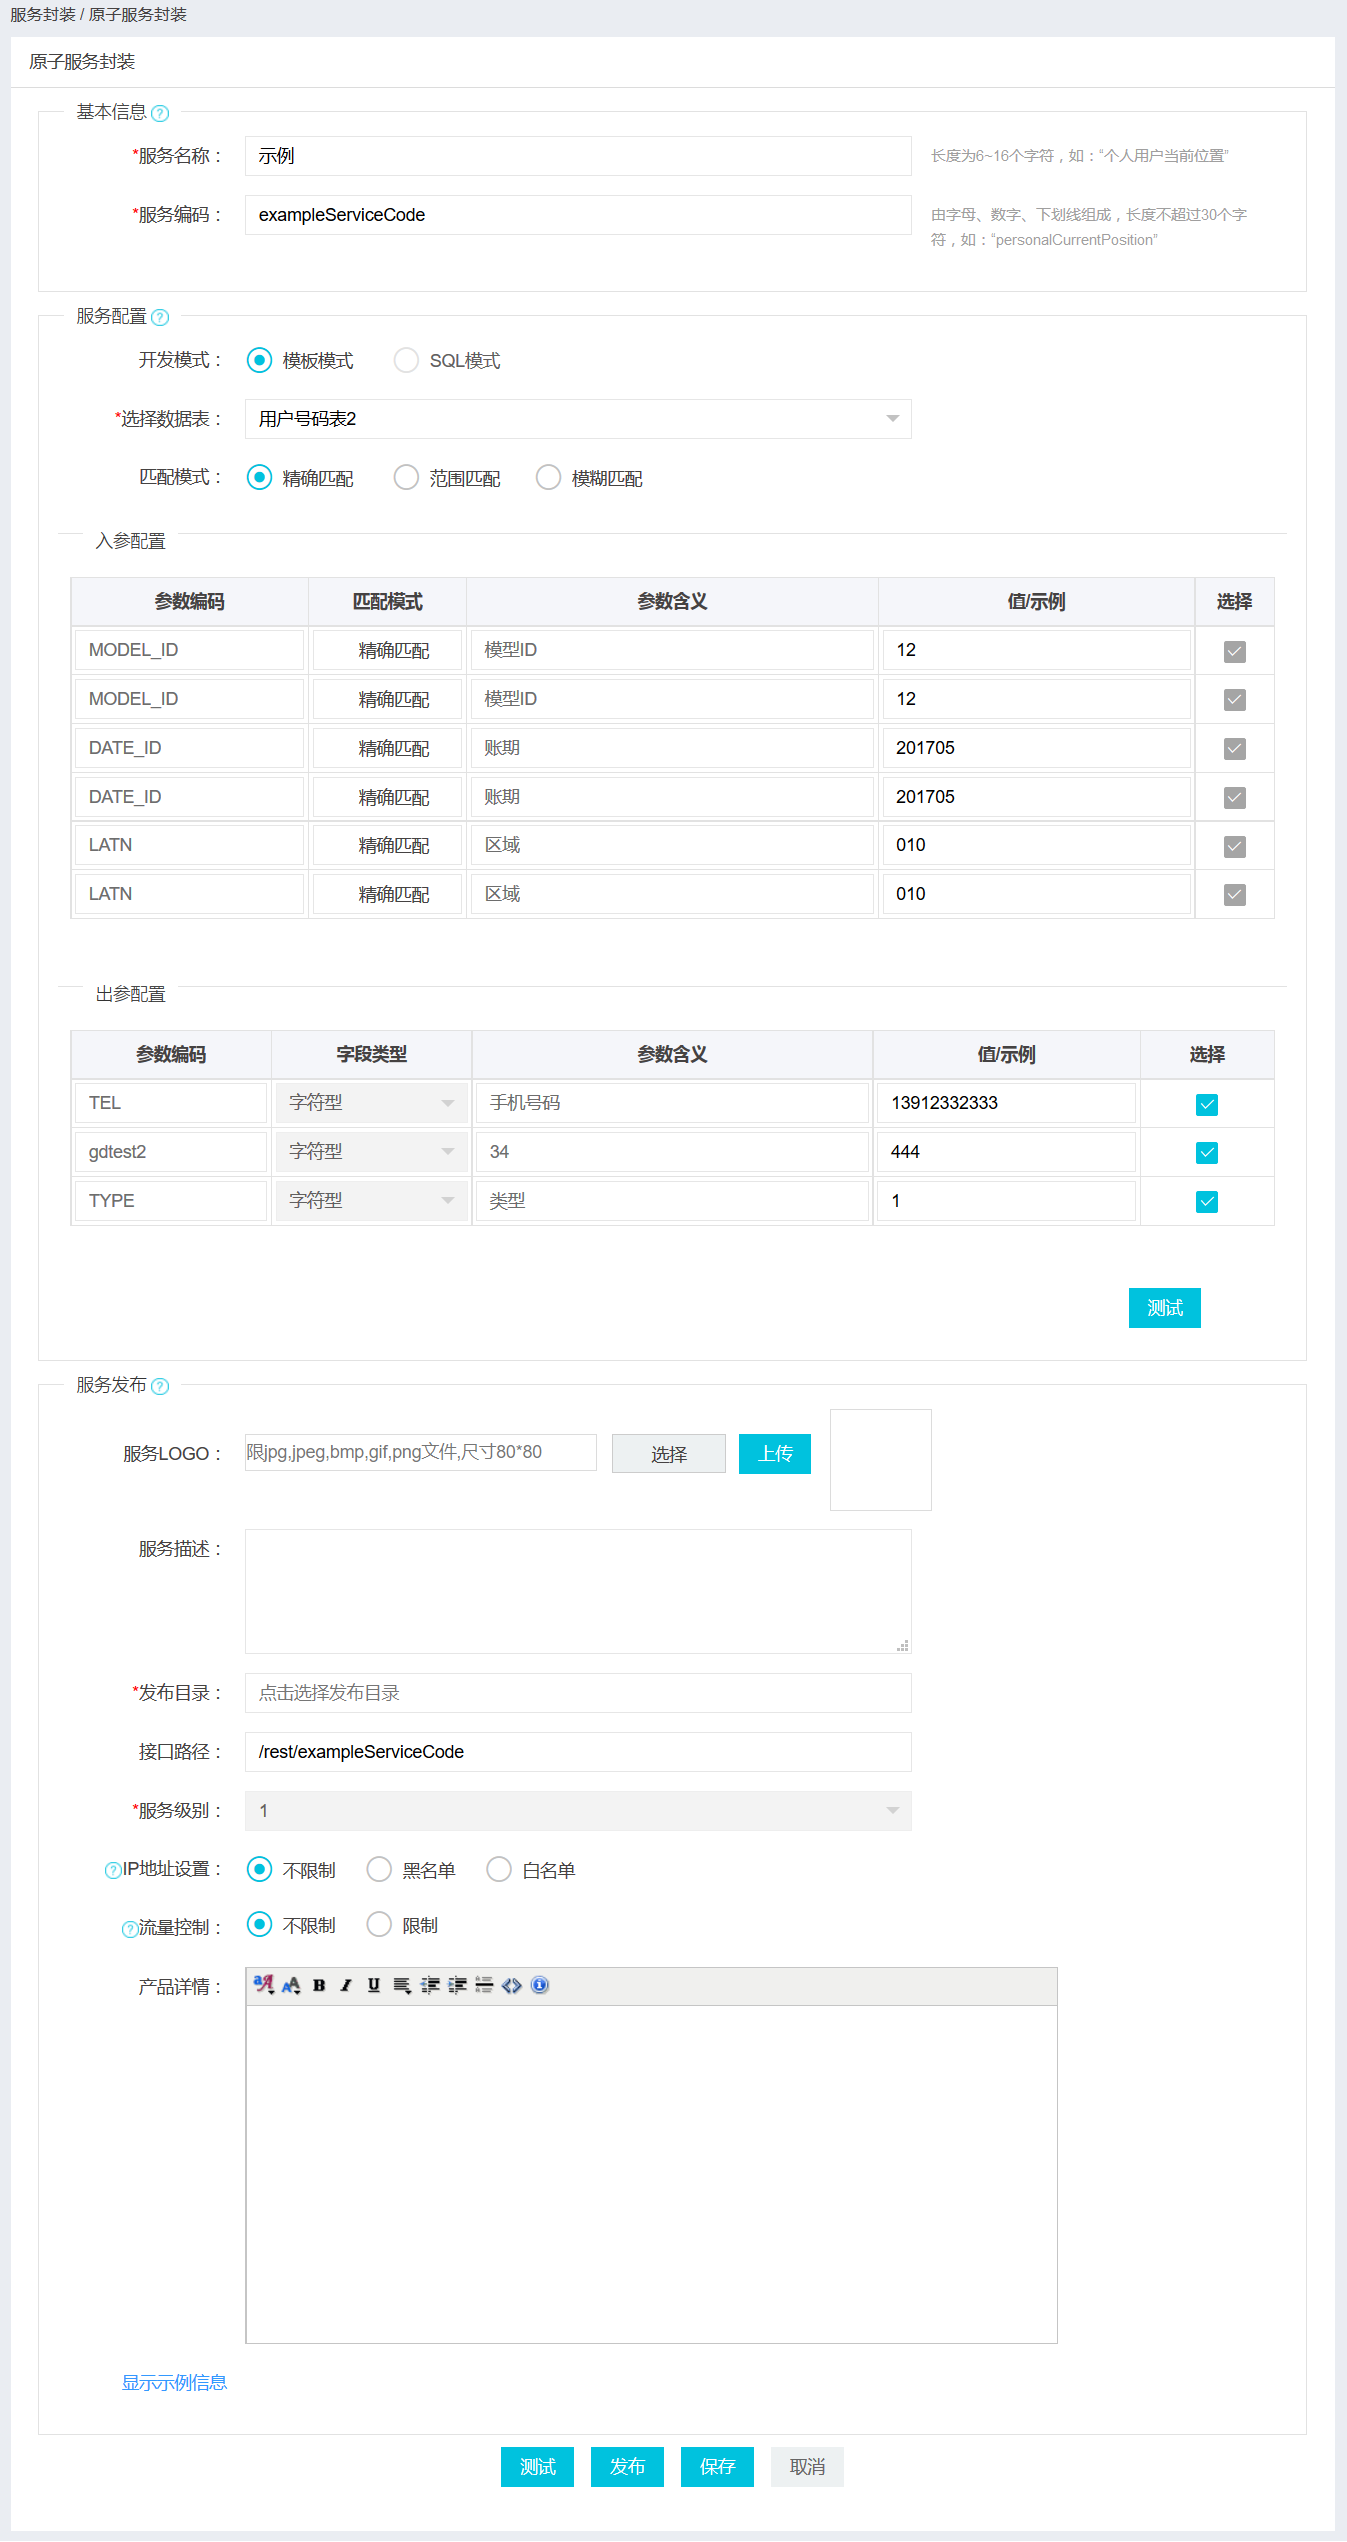 服务封装 / 原子服务封装
原子服务封装
基本信息 ?
*服务名称： 示例 长度为6~16个字符，如：“个人用户当前位置”
*服务编码： exampleServiceCode 由字母、数字、下划线组成，长度不超过30个字
符，如：“personalCurrentPosition”
服务配置 ?
开发模式： 模板模式 SQL模式
*选择数据表： 用户号码表2
匹配模式： 精确匹配 范围匹配 模糊匹配
入参配置
参数编码 匹配模式 参数含义 值/示例 选择
MODEL_ID 精确匹配 模型ID 12
MODEL_ID 精确匹配 模型ID 12
DATE_ID 精确匹配 账期 201705
DATE_ID 精确匹配 账期 201705
LATN 精确匹配 区域 010
LATN 精确匹配 区域 010
出参配置
参数编码 字段类型 参数含义 值/示例 选择
TEL 字符型 手机号码 13912332333
gdtest2 字符型 34 444
TYPE 字符型 类型 1
测试
服务发布 ?
服务LOGO： 限jpg,jpeg,bmp,gif,png文件,尺寸80*80 选择 上传
服务描述：
*发布目录： 点击选择发布目录
接口路径： /rest/exampleServiceCode
*服务级别： 1
?IP地址设置： 不限制 黑名单 白名单
?流量控制： 不限制 限制
产品详情：
显示示例信息
测试 发布 保存 取消